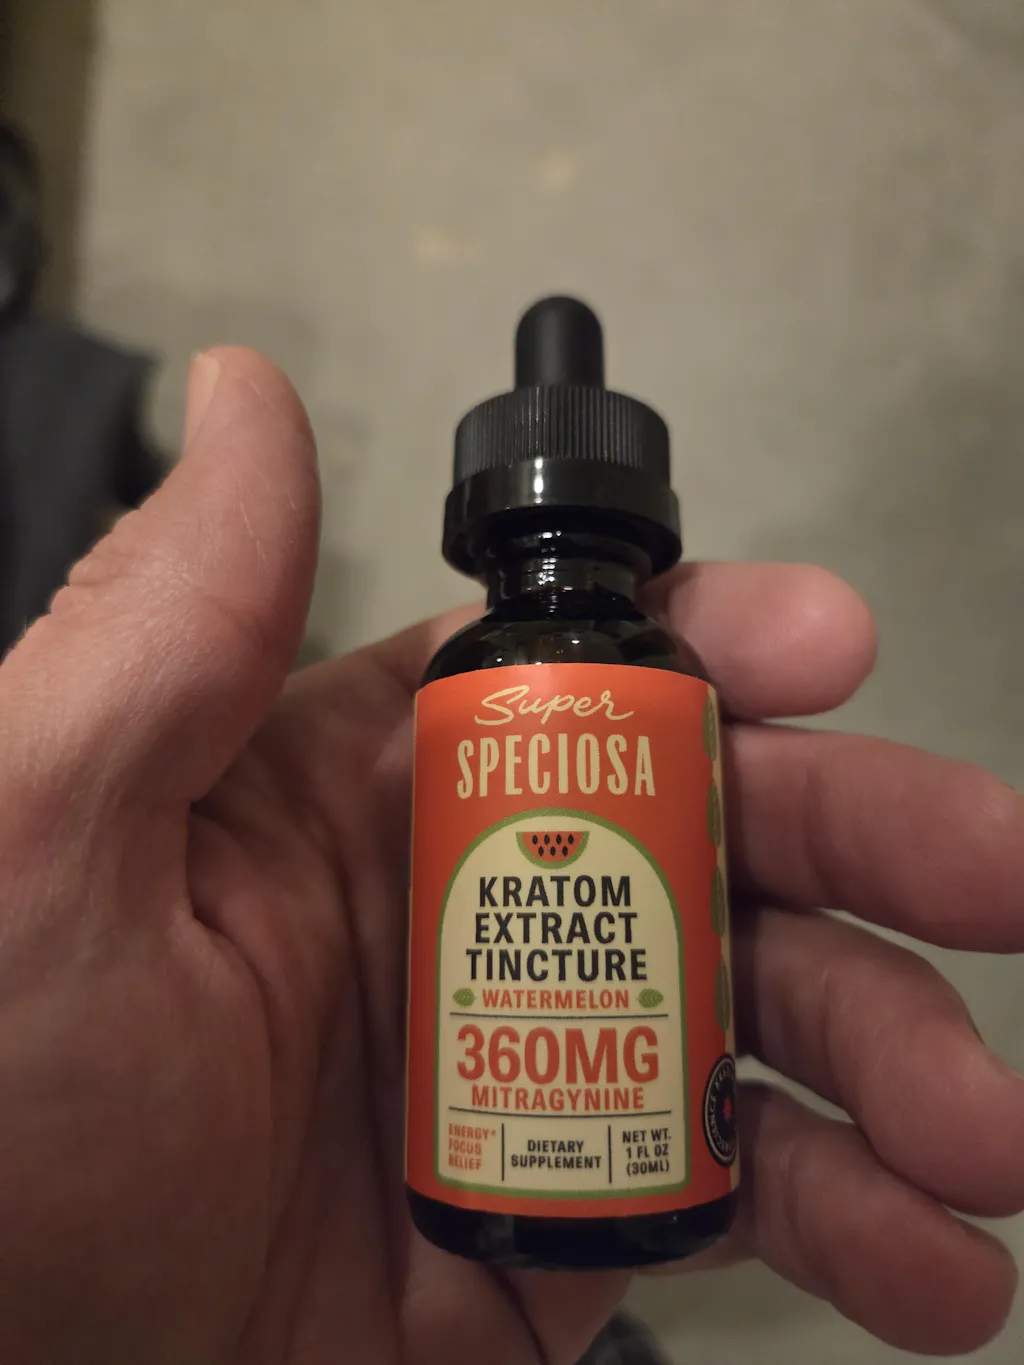 Super
SPECIOSA
KRATOM
EXTRACT
TINCTURE
WATERMELON
360MG
MITRAGYNINE
ENERGY*
FOCUS
RELIEF
DIETARY
SUPPLEMENT
NET WT.
1 FL OZ
(30ML)